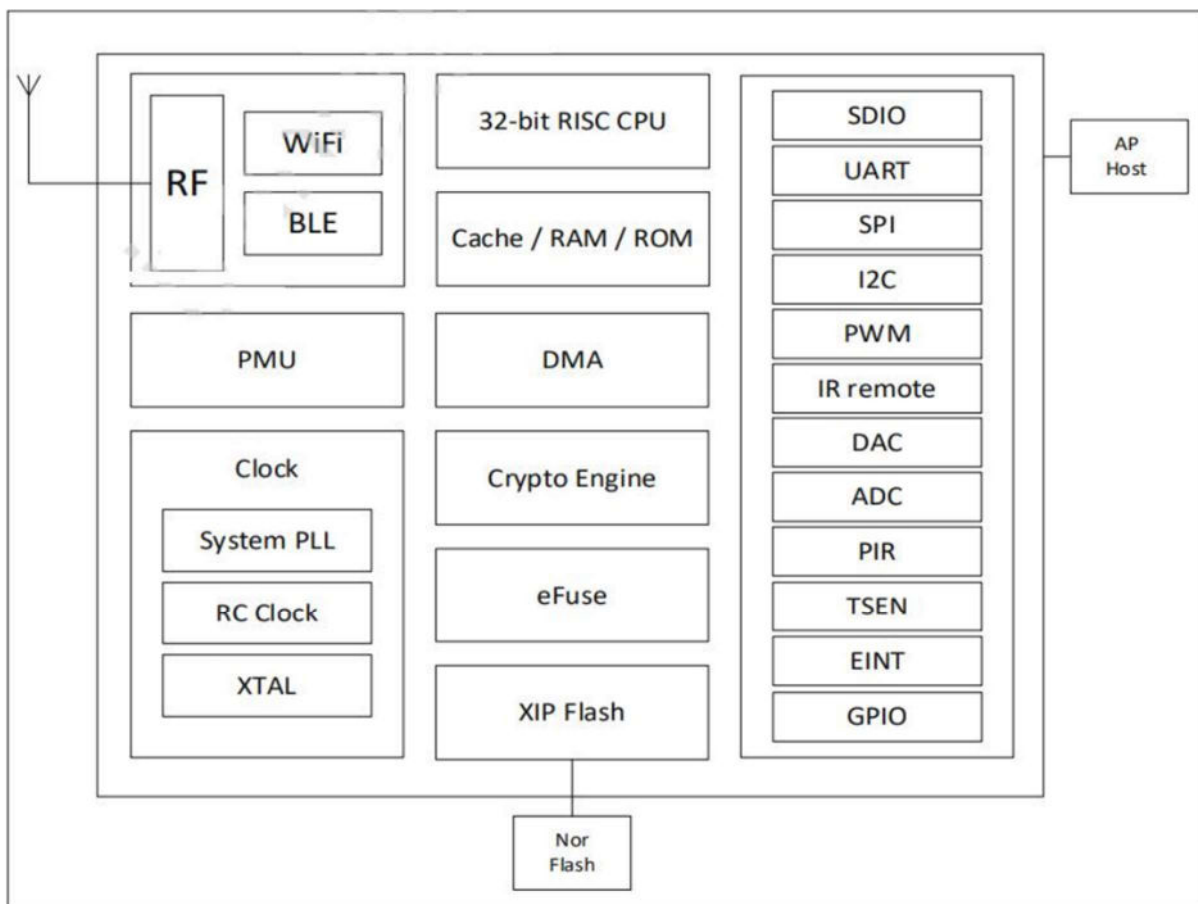 RF
WiFi
BLE
PMU
Clock
System PLL
RC Clock
XTAL
32-bit RISC CPU
Cache / RAM / ROM
DMA
Crypto Engine
eFuse
XIP Flash
SDIO
UART
SPI
I2C
PWM
IR remote
DAC
ADC
PIR
TSEN
EINT
GPIO
AP
Host
Nor
Flash